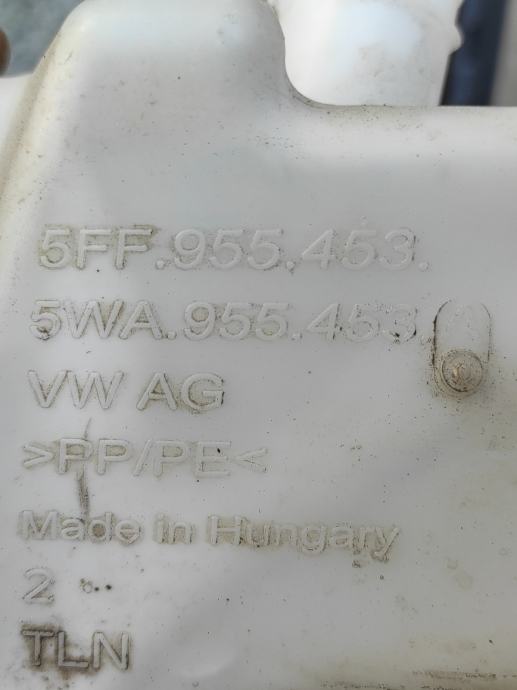 5FF.955.453.
5WA.955.453
VW AG
>PP/PE<
Made in Hungary
2
TLN